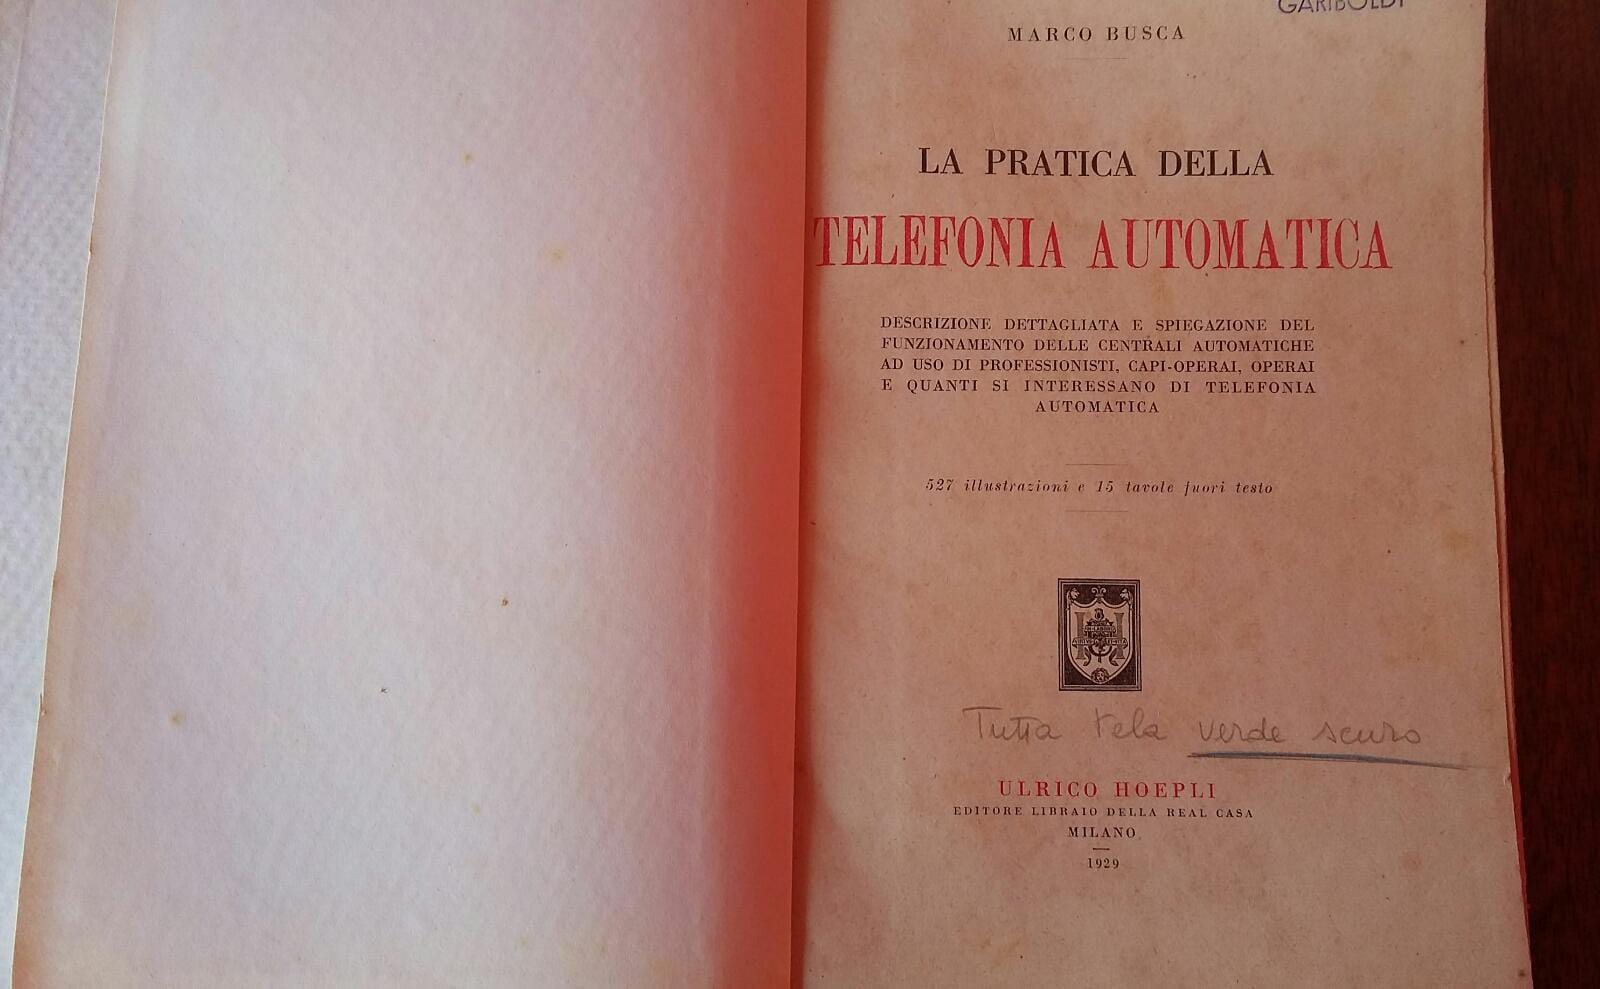 GARIBOLDI
MARCO BUSCA
LA PRATICA DELLA
TELEFONIA AUTOMATICA
DESCRIZIONE DETTAGLIATA E SPIEGAZIONE DEL
FUNZIONAMENTO DELLE CENTRALI AUTOMATICHE
AD USO DI PROFESSIONISTI, CAPI-OPERAI, OPERAI
E QUANTI SI INTERESSANO DI TELEFONIA
AUTOMATICA
527 illustrazioni e 15 tavole fuori testo
Tutta tela verde scuro
ULRICO HOEPLI
EDITORE LIBRAIO DELLA REAL CASA
MILANO
1929